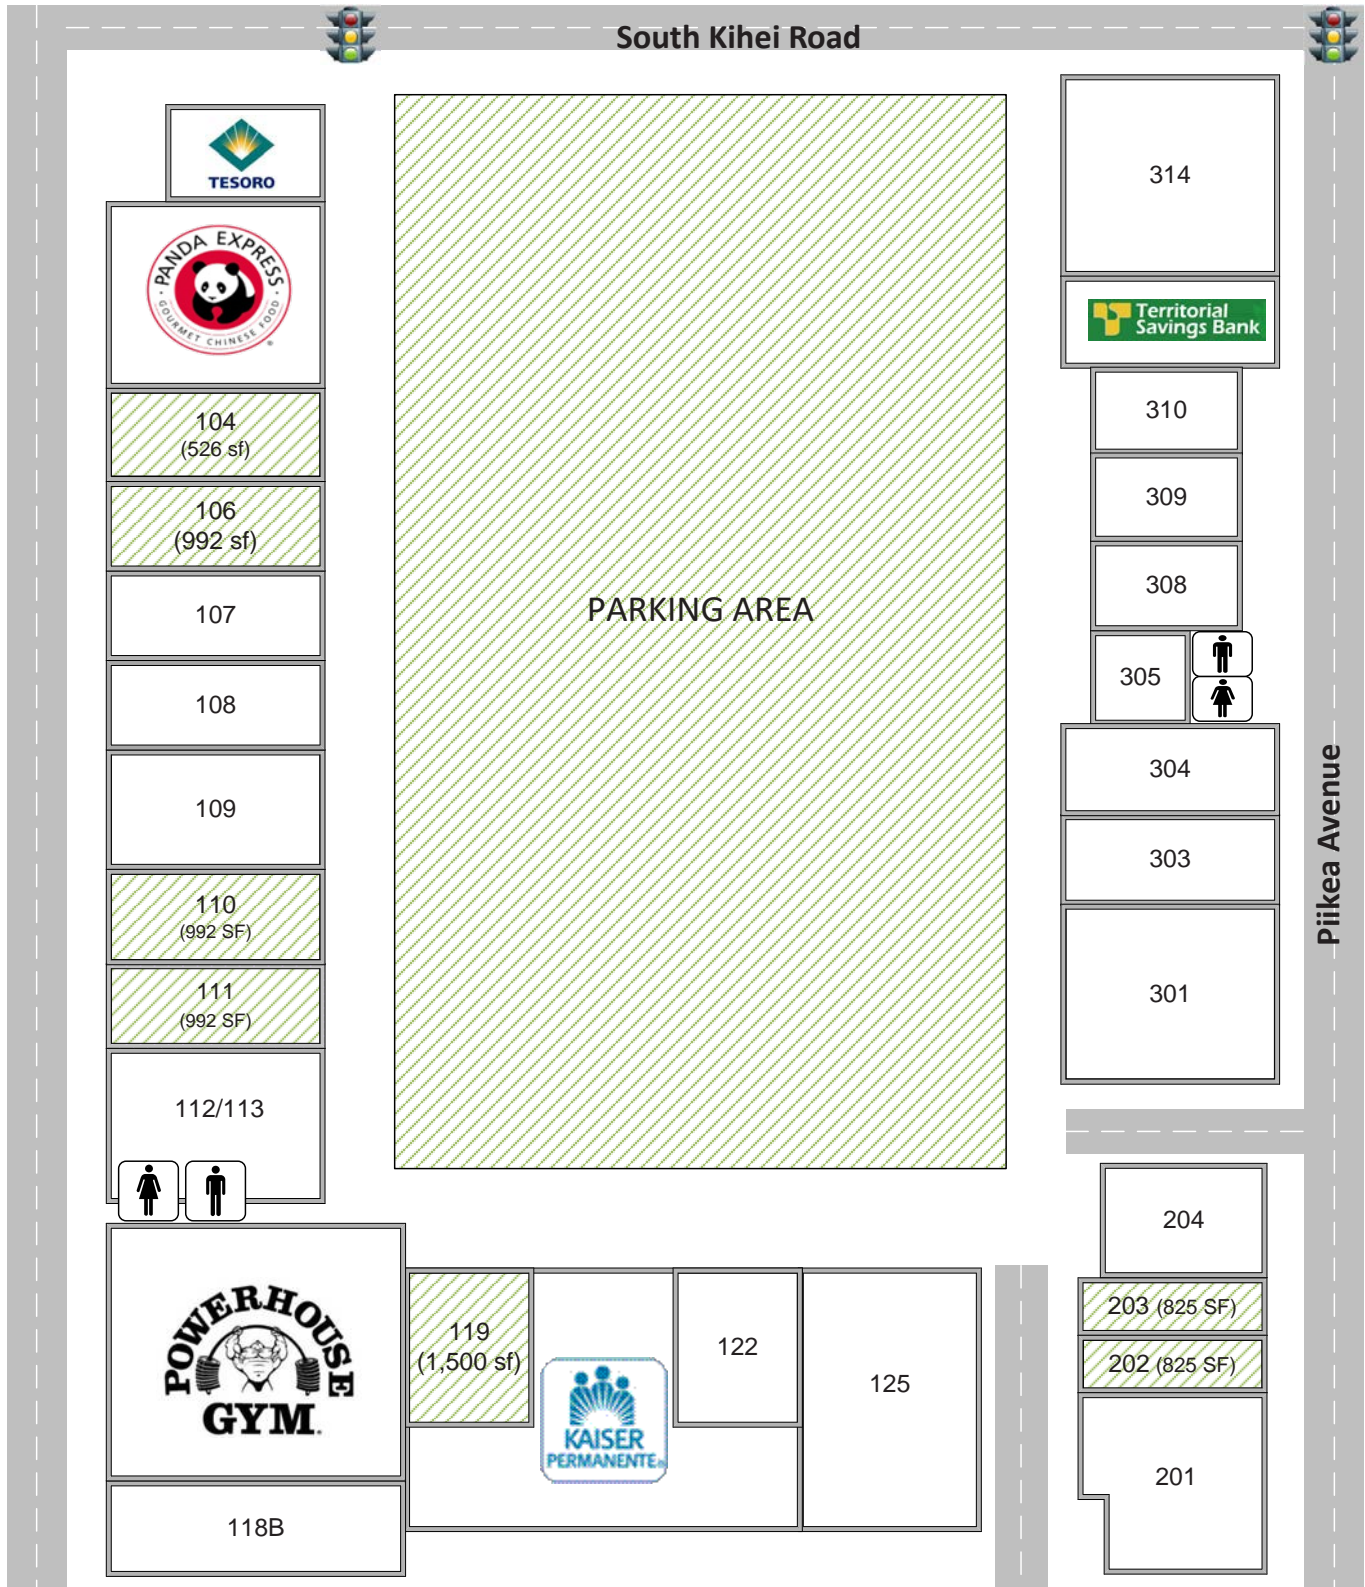 South Kihei Road
TESORO
PANDA EXPRESS
GOURMET CHINESE FOOD
104
(526 sf)
106
(992 sf)
107
108
109
110
(992 SF)
111
(992 SF)
112/113
POWERHOUSE
GYM
118B
PARKING AREA
119
(1,500 sf)
KAISER
PERMANENTE®
122
125
314
Territorial
Savings Bank
310
309
308
305
304
303
301
Piikea Avenue
204
203 (825 SF)
202 (825 SF)
201